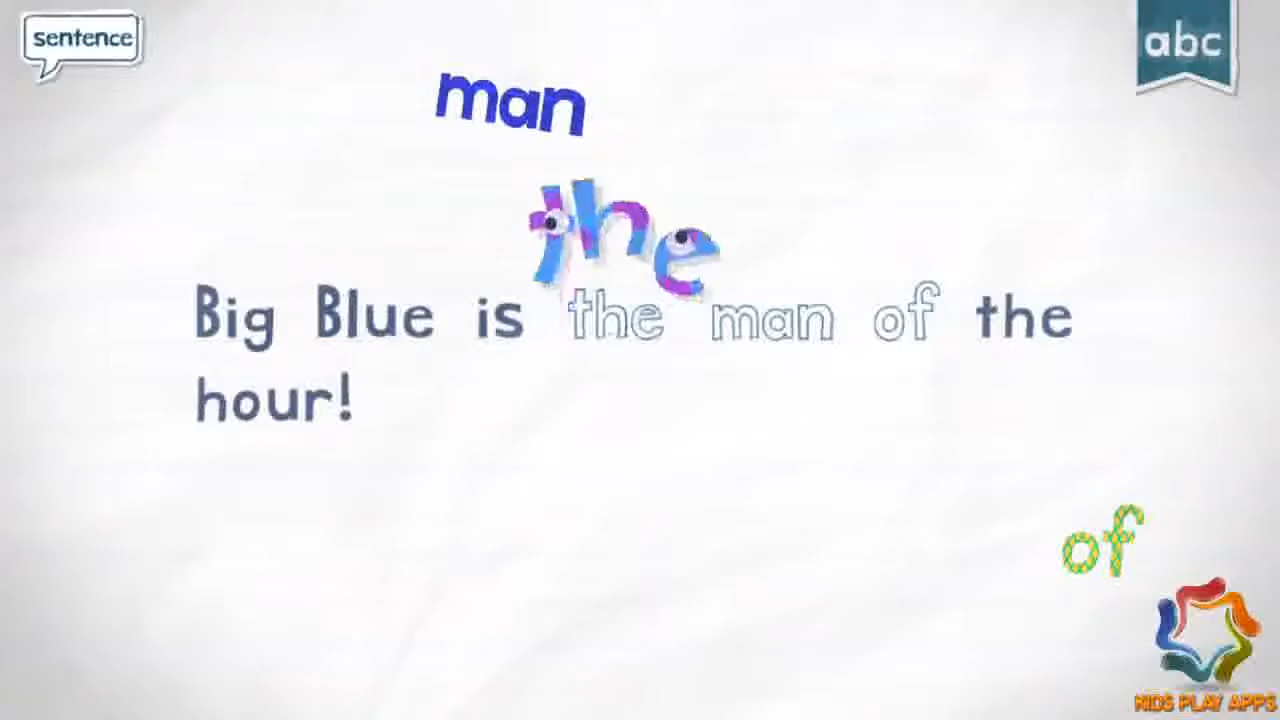 sentence
abc
man
the
Big Blue is the man of the
hour!
of
KIDS PLAY APPS